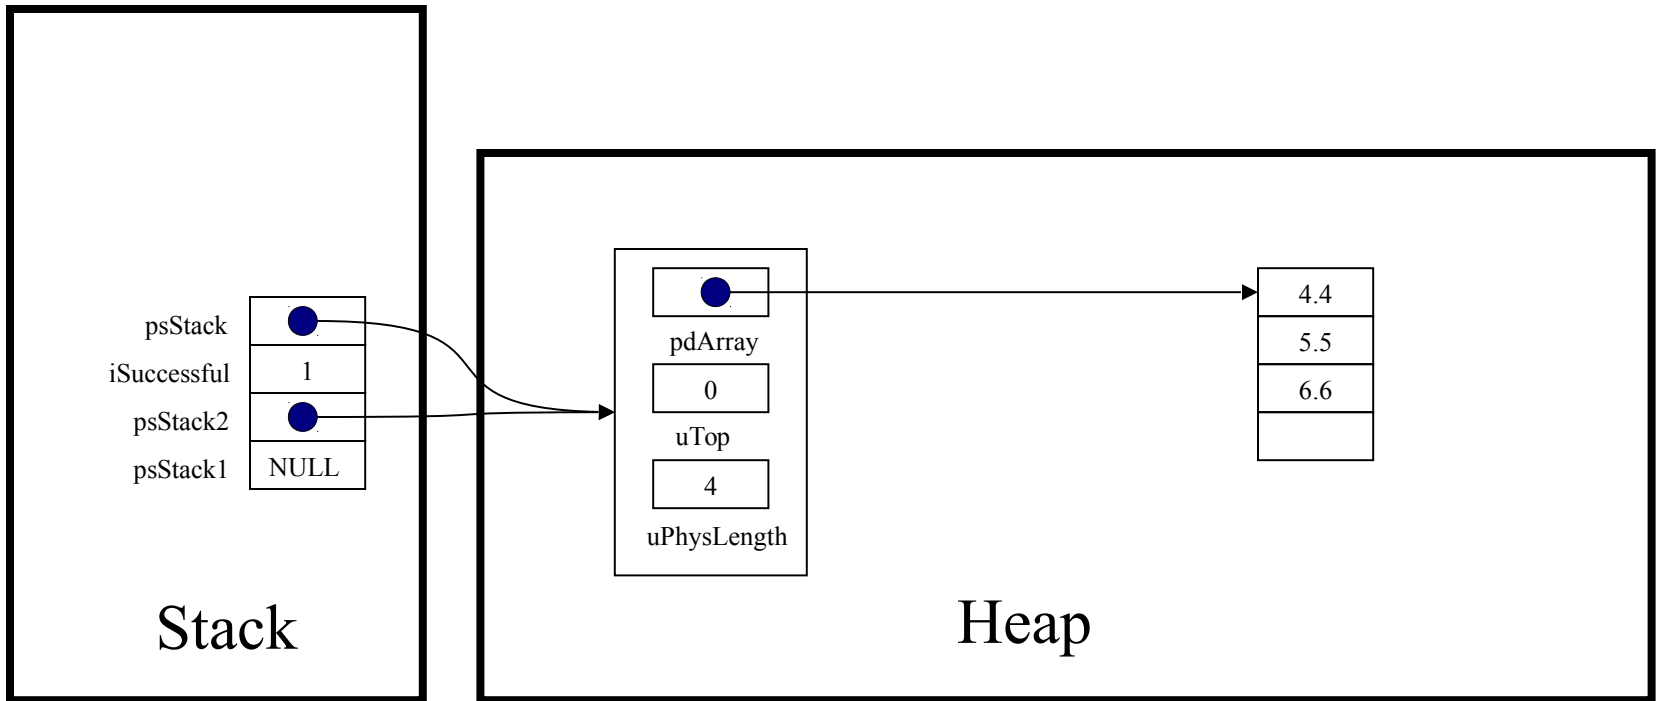 psStack
iSuccessful 1
psStack2
psStack1 NULL
Stack
pdArray
0
uTop
4
uPhysLength
4.4
5.5
6.6
Heap